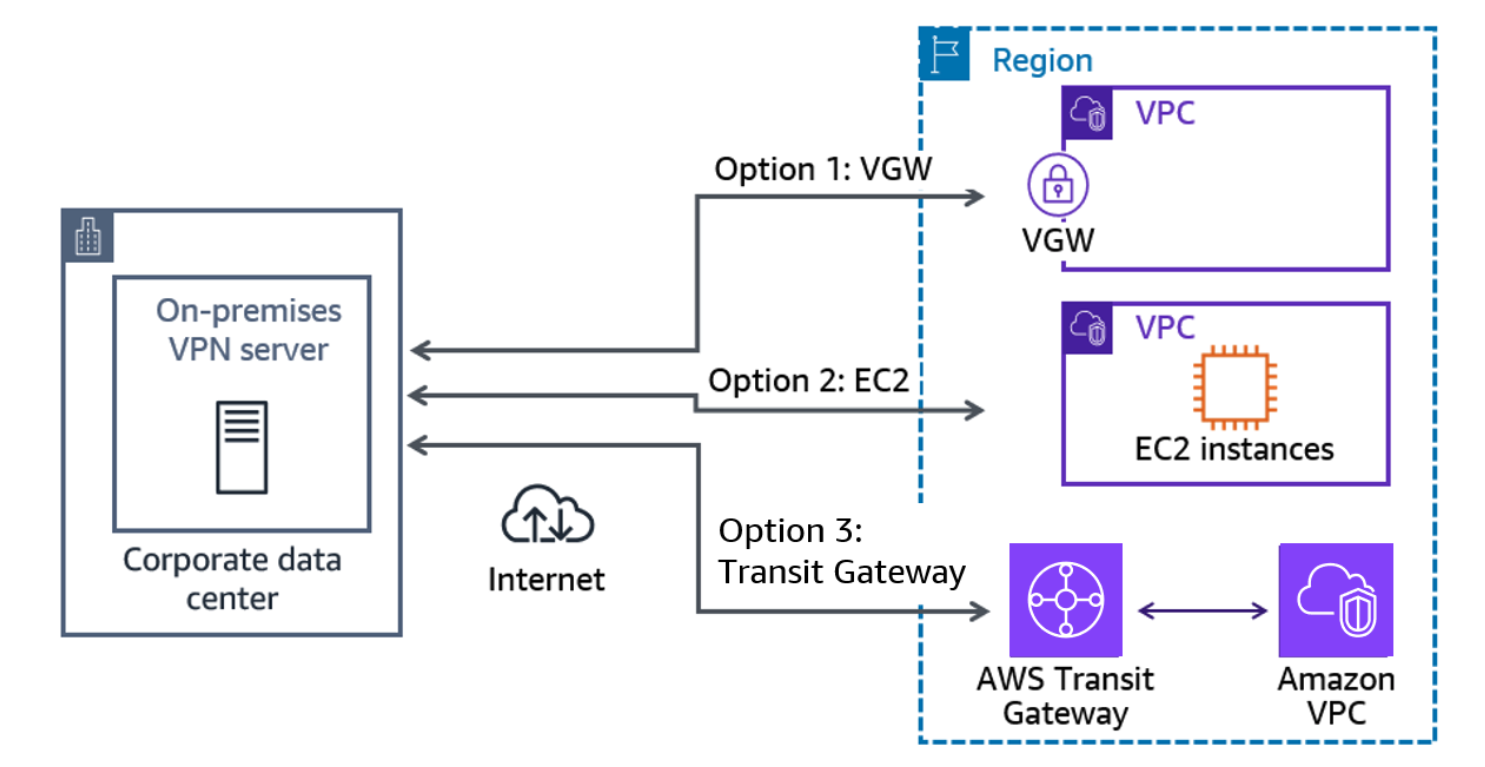 Region
VPC
Option 1: VGW
VGW
On-premises
VPN server
VPC
Option 2: EC2
EC2 instances
Corporate data
center
Internet
Option 3:
Transit Gateway
AWS Transit
Gateway
Amazon
VPC